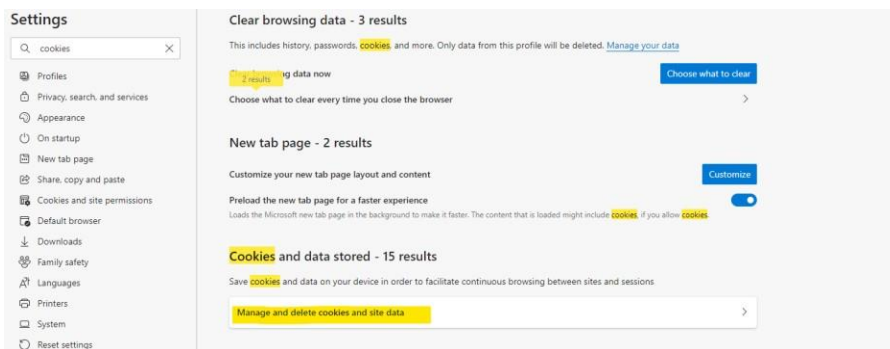 Settings
cookies
Profiles
Privacy, search, and services
Appearance
On startup
New tab page
Share, copy and paste
Cookies and site permissions
Default browser
Downloads
Family safety
Languages
Printers
System
Reset settings
Clear browsing data - 3 results
This includes history, passwords, cookies, and more. Only data from this profile will be deleted. Manage your data
2 results
data now
Choose what to clear
Choose what to clear every time you close the browser
New tab page - 2 results
Customize your new tab page layout and content
Customize
Preload the new tab page for a faster experience
Loads the Microsoft new tab page in the background to make it faster. The content that is loaded might include cookies, if you allow cookies.
Cookies and data stored - 15 results
Save cookies and data on your device in order to facilitate continuous browsing between sites and sessions
Manage and delete cookies and site data